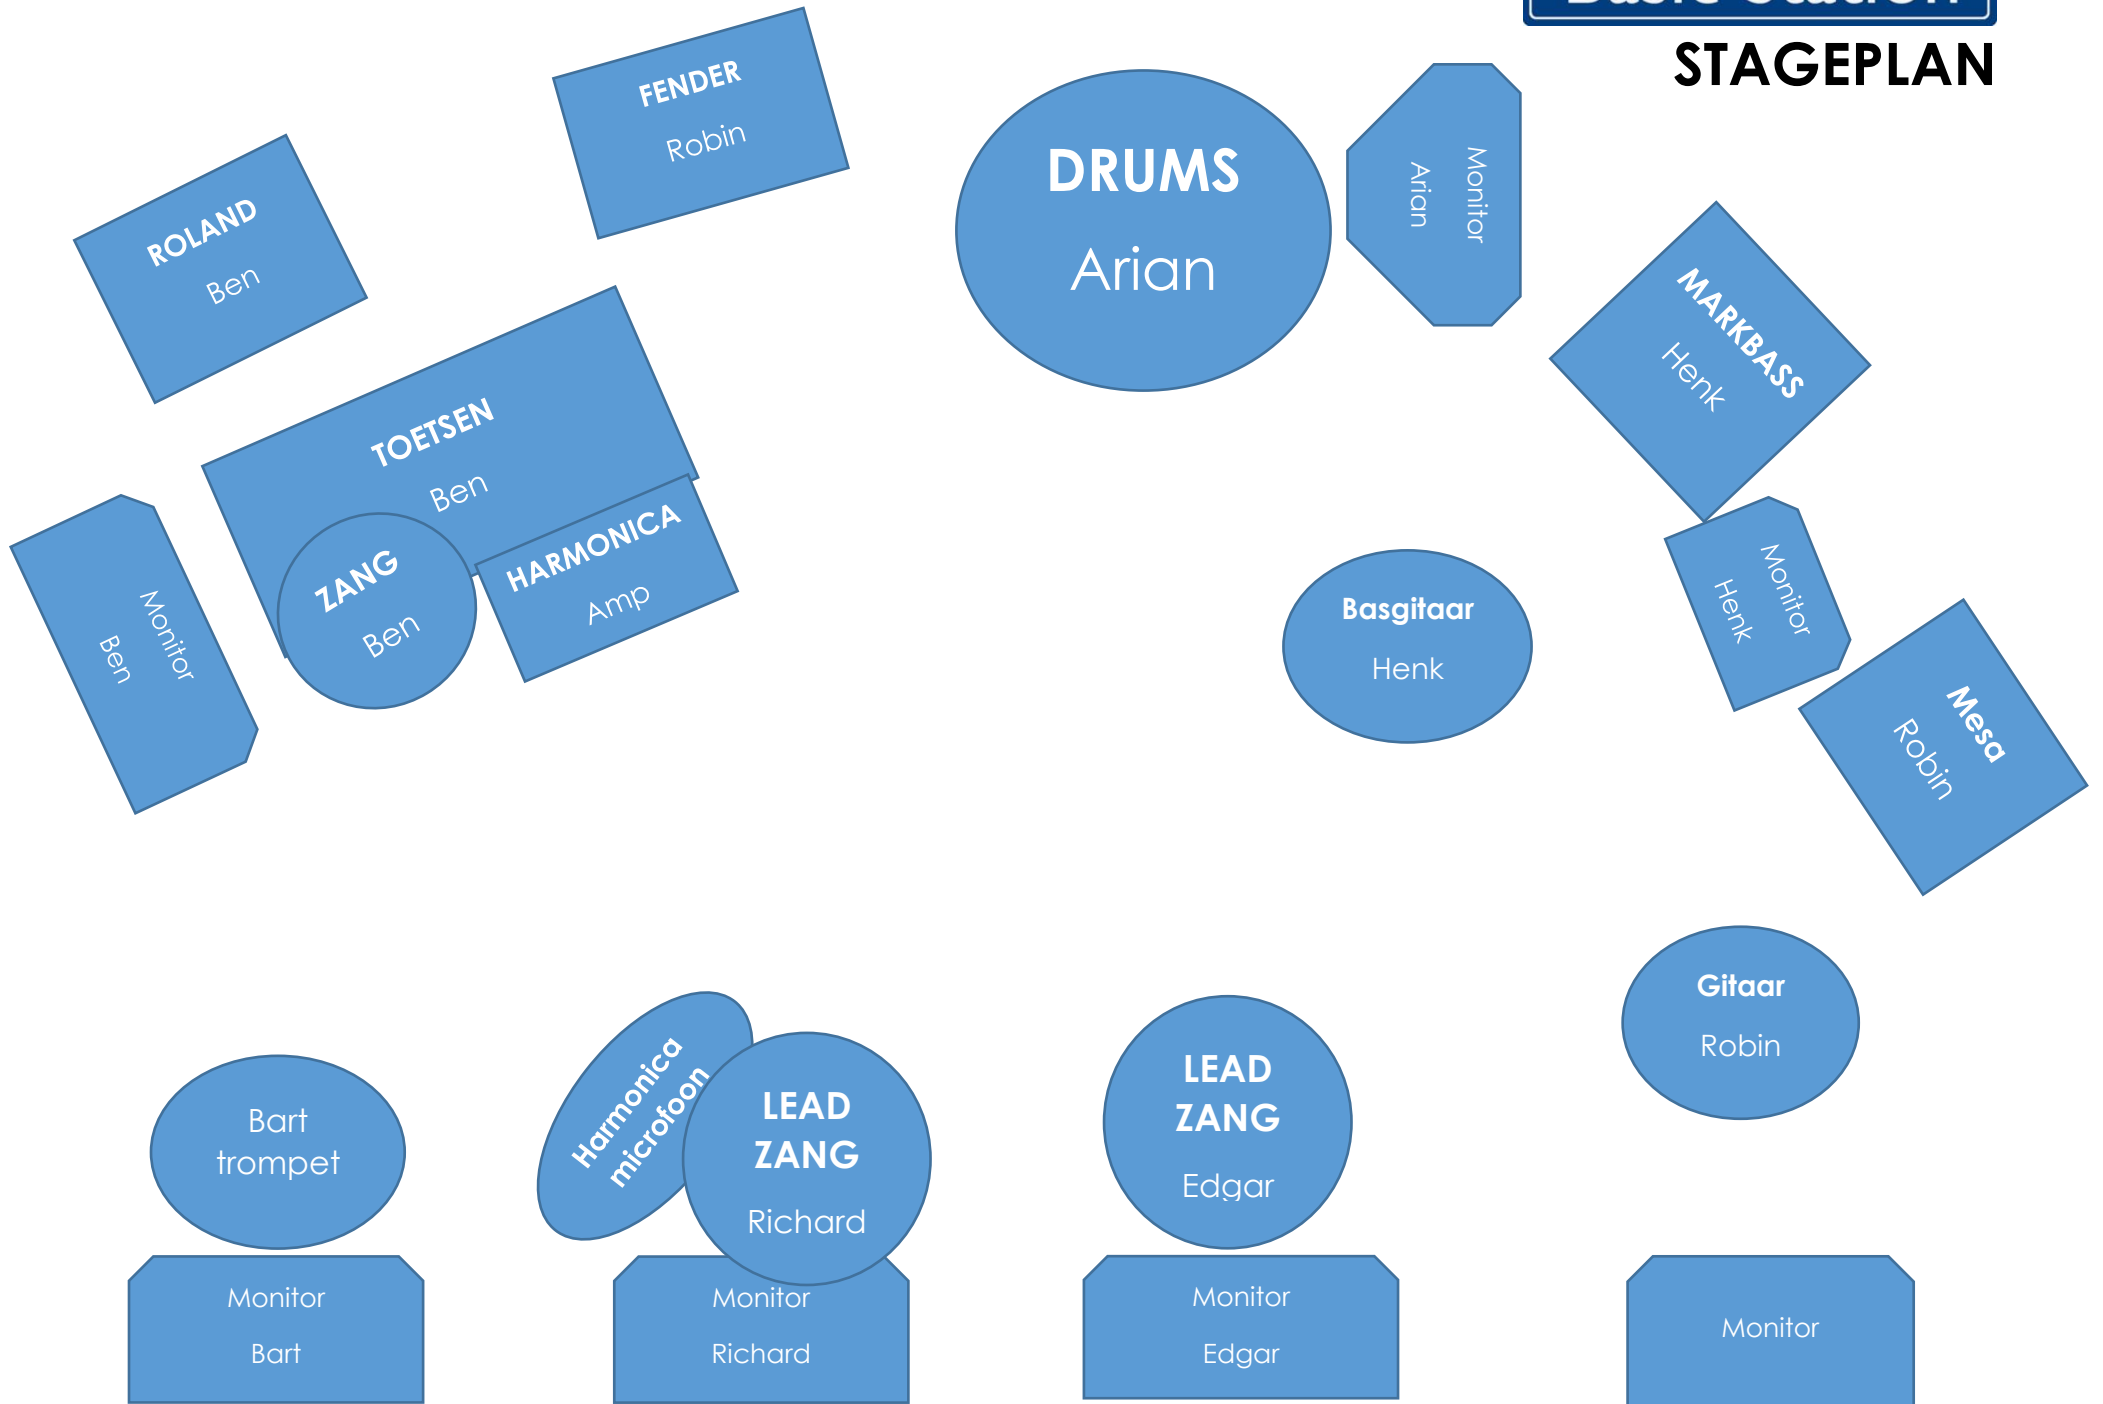 STAGEPLAN
FENDER
Robin
DRUMS
Arian
Monitor
Arian
ROLAND
Ben
MARKBASS
Henk
TOETSEN
Ben
ZANG
Ben
HARMONICA
Amp
Monitor
Ben
Basgitaar
Henk
Monitor
Henk
Mesa
Robin
Gitaar
Robin
Bart
trompet
Harmonica
microfoon
LEAD
ZANG
Richard
LEAD
ZANG
Edgar
Monitor
Bart
Monitor
Richard
Monitor
Edgar
Monitor